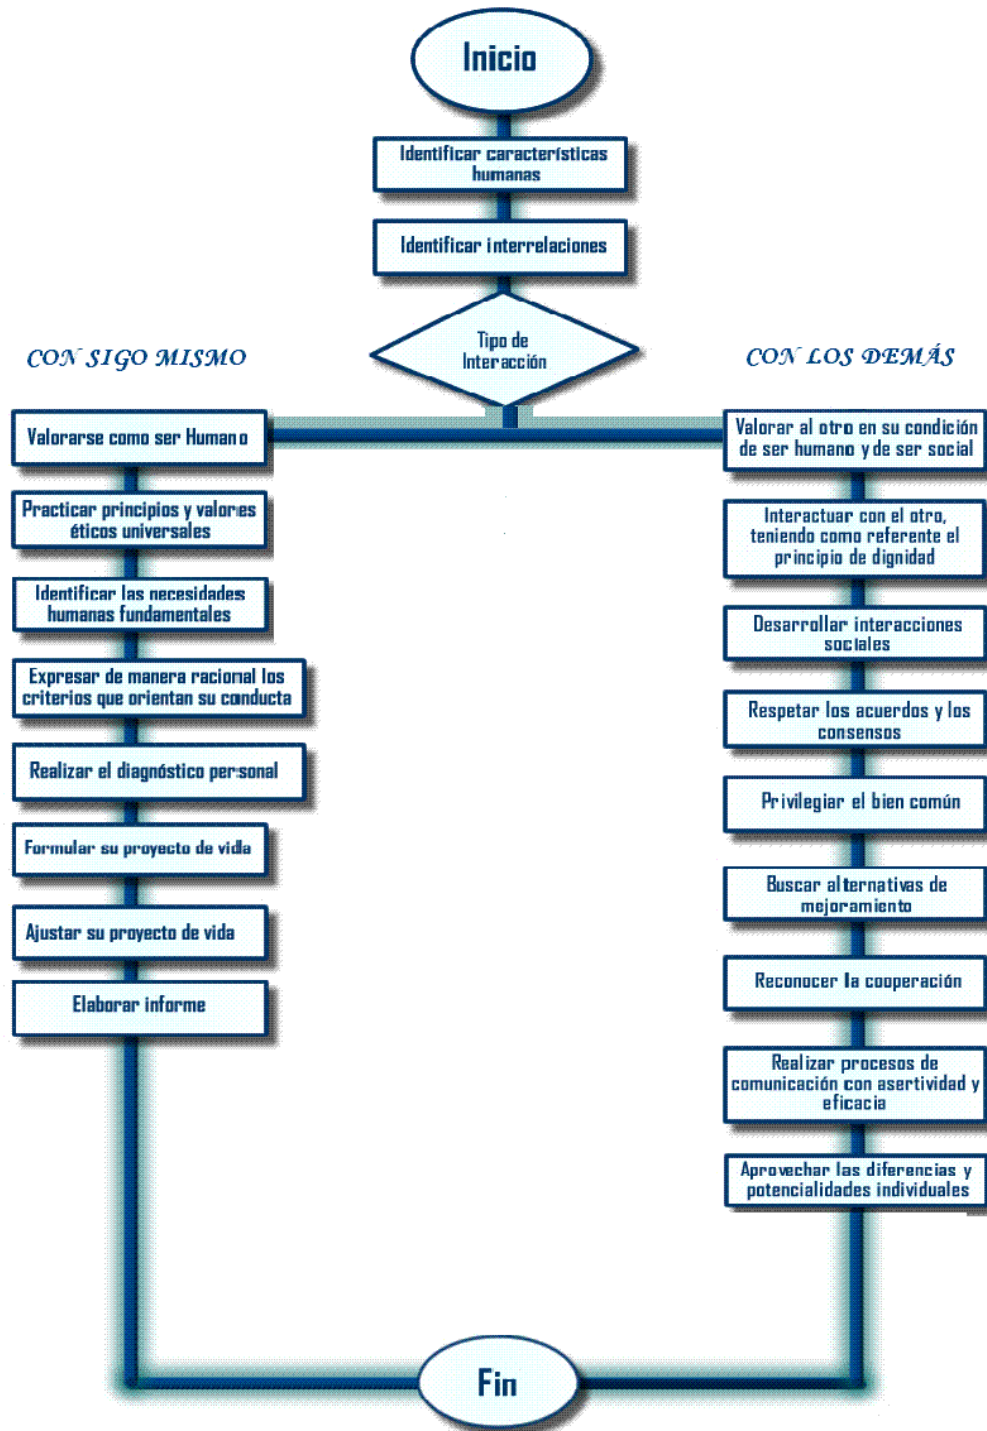 Inicio
Identificar características
humanas
Identificar interrelaciones
Tipo de
Interacción
CON SIGO MISMO
Valorarse como ser Humano
Practicar principios y valores
éticos universales
Identificar las necesidades
humanas fundamentales
Expresar de manera racional los
criterios que orientan su conducta
Realizar el diagnóstico personal
Formular su proyecto de vida
Ajustar su proyecto de vida
Elaborar informe
CON LOS DEMÁS
Valorar al otro en su condición
de ser humano y de ser social
Interactuar con el otro,
teniendo como referente el
principio de dignidad
Desarrollar interacciones
sociales
Respetar los acuerdos y los
consensos
Privilegiar el bien común
Buscar alternativas de
mejoramiento
Reconocer la cooperación
Realizar procesos de
comunicación con asertividad y
eficacia
Aprovechar las diferencias y
potencialidades individuales
Fin